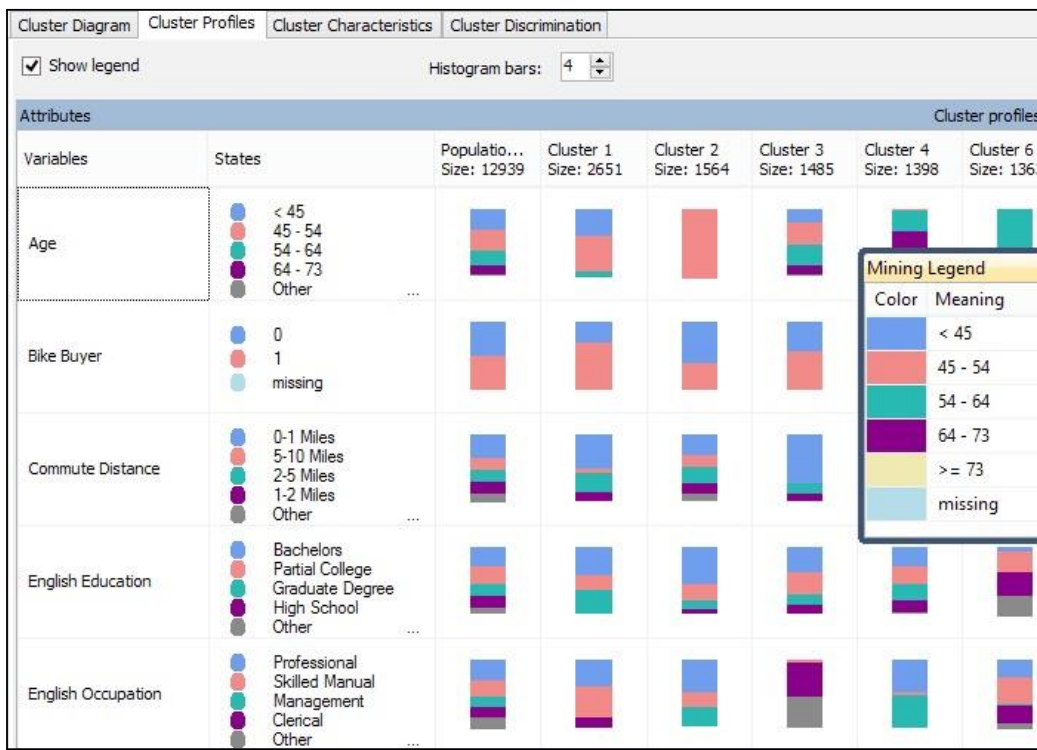 Cluster Diagram Cluster Profiles Cluster Characteristics Cluster Discrimination
Show legend Histogram bars: 4
Attributes Cluster profiles
Variables States Populatio... Cluster 1 Cluster 2 Cluster 3 Cluster 4 Cluster 6
Size: 12939 Size: 2651 Size: 1564 Size: 1485 Size: 1398 Size: 136
Age
< 45
45 - 54
54 - 64
64 - 73
Other ...
Mining Legend
Color Meaning
< 45
45 - 54
54 - 64
64 - 73
>= 73
missing
Bike Buyer
0
1
missing
Commute Distance
0-1 Miles
5-10 Miles
2-5 Miles
1-2 Miles
Other ...
English Education
Bachelors
Partial College
Graduate Degree
High School
Other ...
English Occupation
Professional
Skilled Manual
Management
Clerical
Other ...